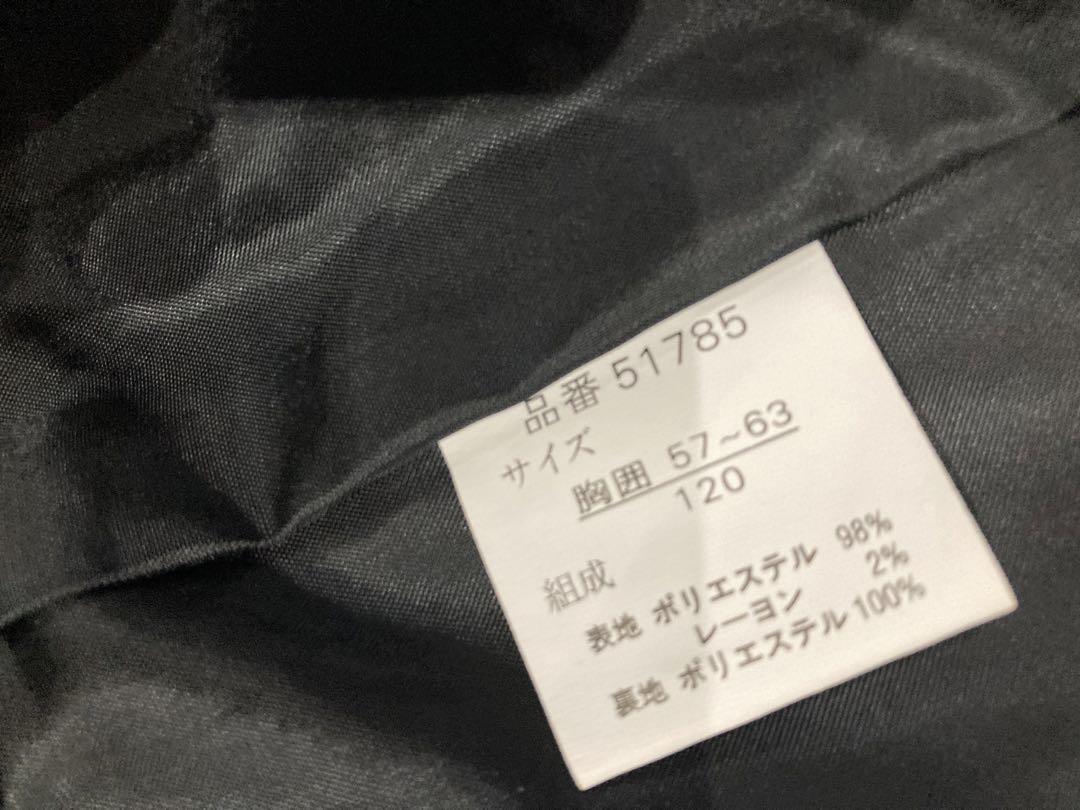 品番 51785
サイズ
胸囲 57~63
120
組成
表地 ポリエステル 98%
レーヨン 2%
裏地 ポリエステル 100%